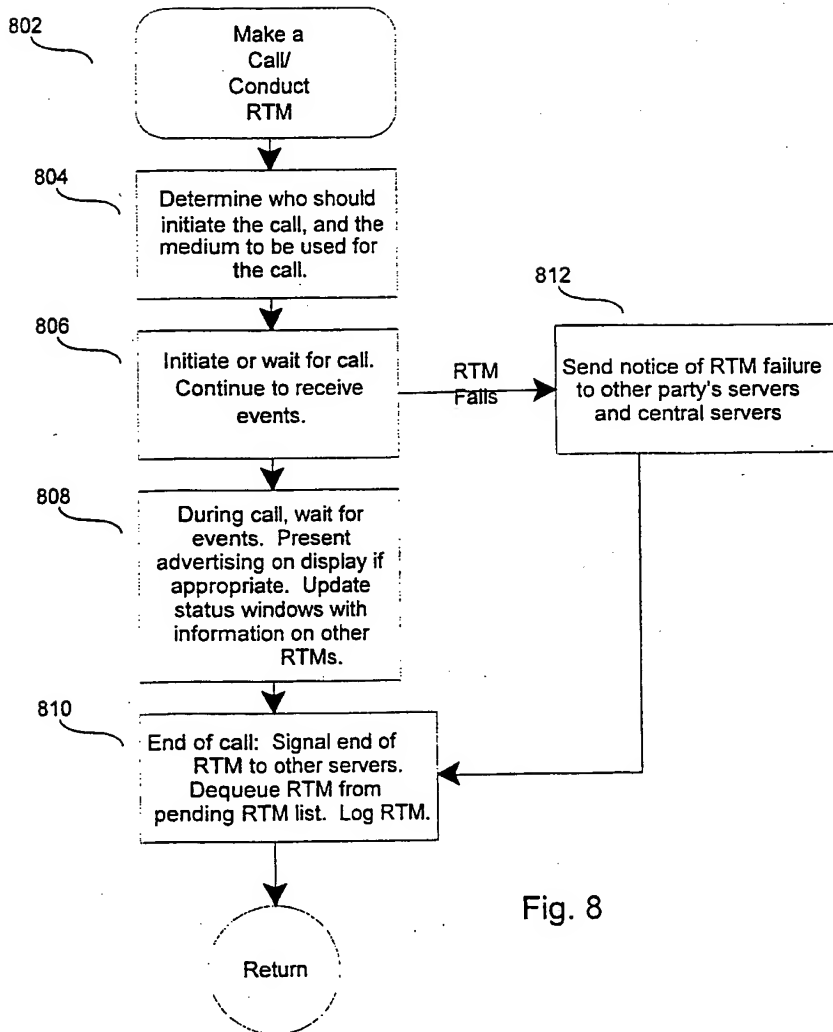 802
Make a
Call/
Conduct
RTM
804
Determine who should
initiate the call, and the
medium to be used for
the call.
806
Initiate or wait for call.
Continue to receive
events.
RTM
Fails
812
Send notice of RTM failure
to other party's servers
and central servers
808
During call, wait for
events. Present
advertising on display if
appropriate. Update
status windows with
information on other
RTMs.
810
End of call: Signal end of
RTM to other servers.
Dequeue RTM from
pending RTM list. Log RTM.
Return
Fig. 8